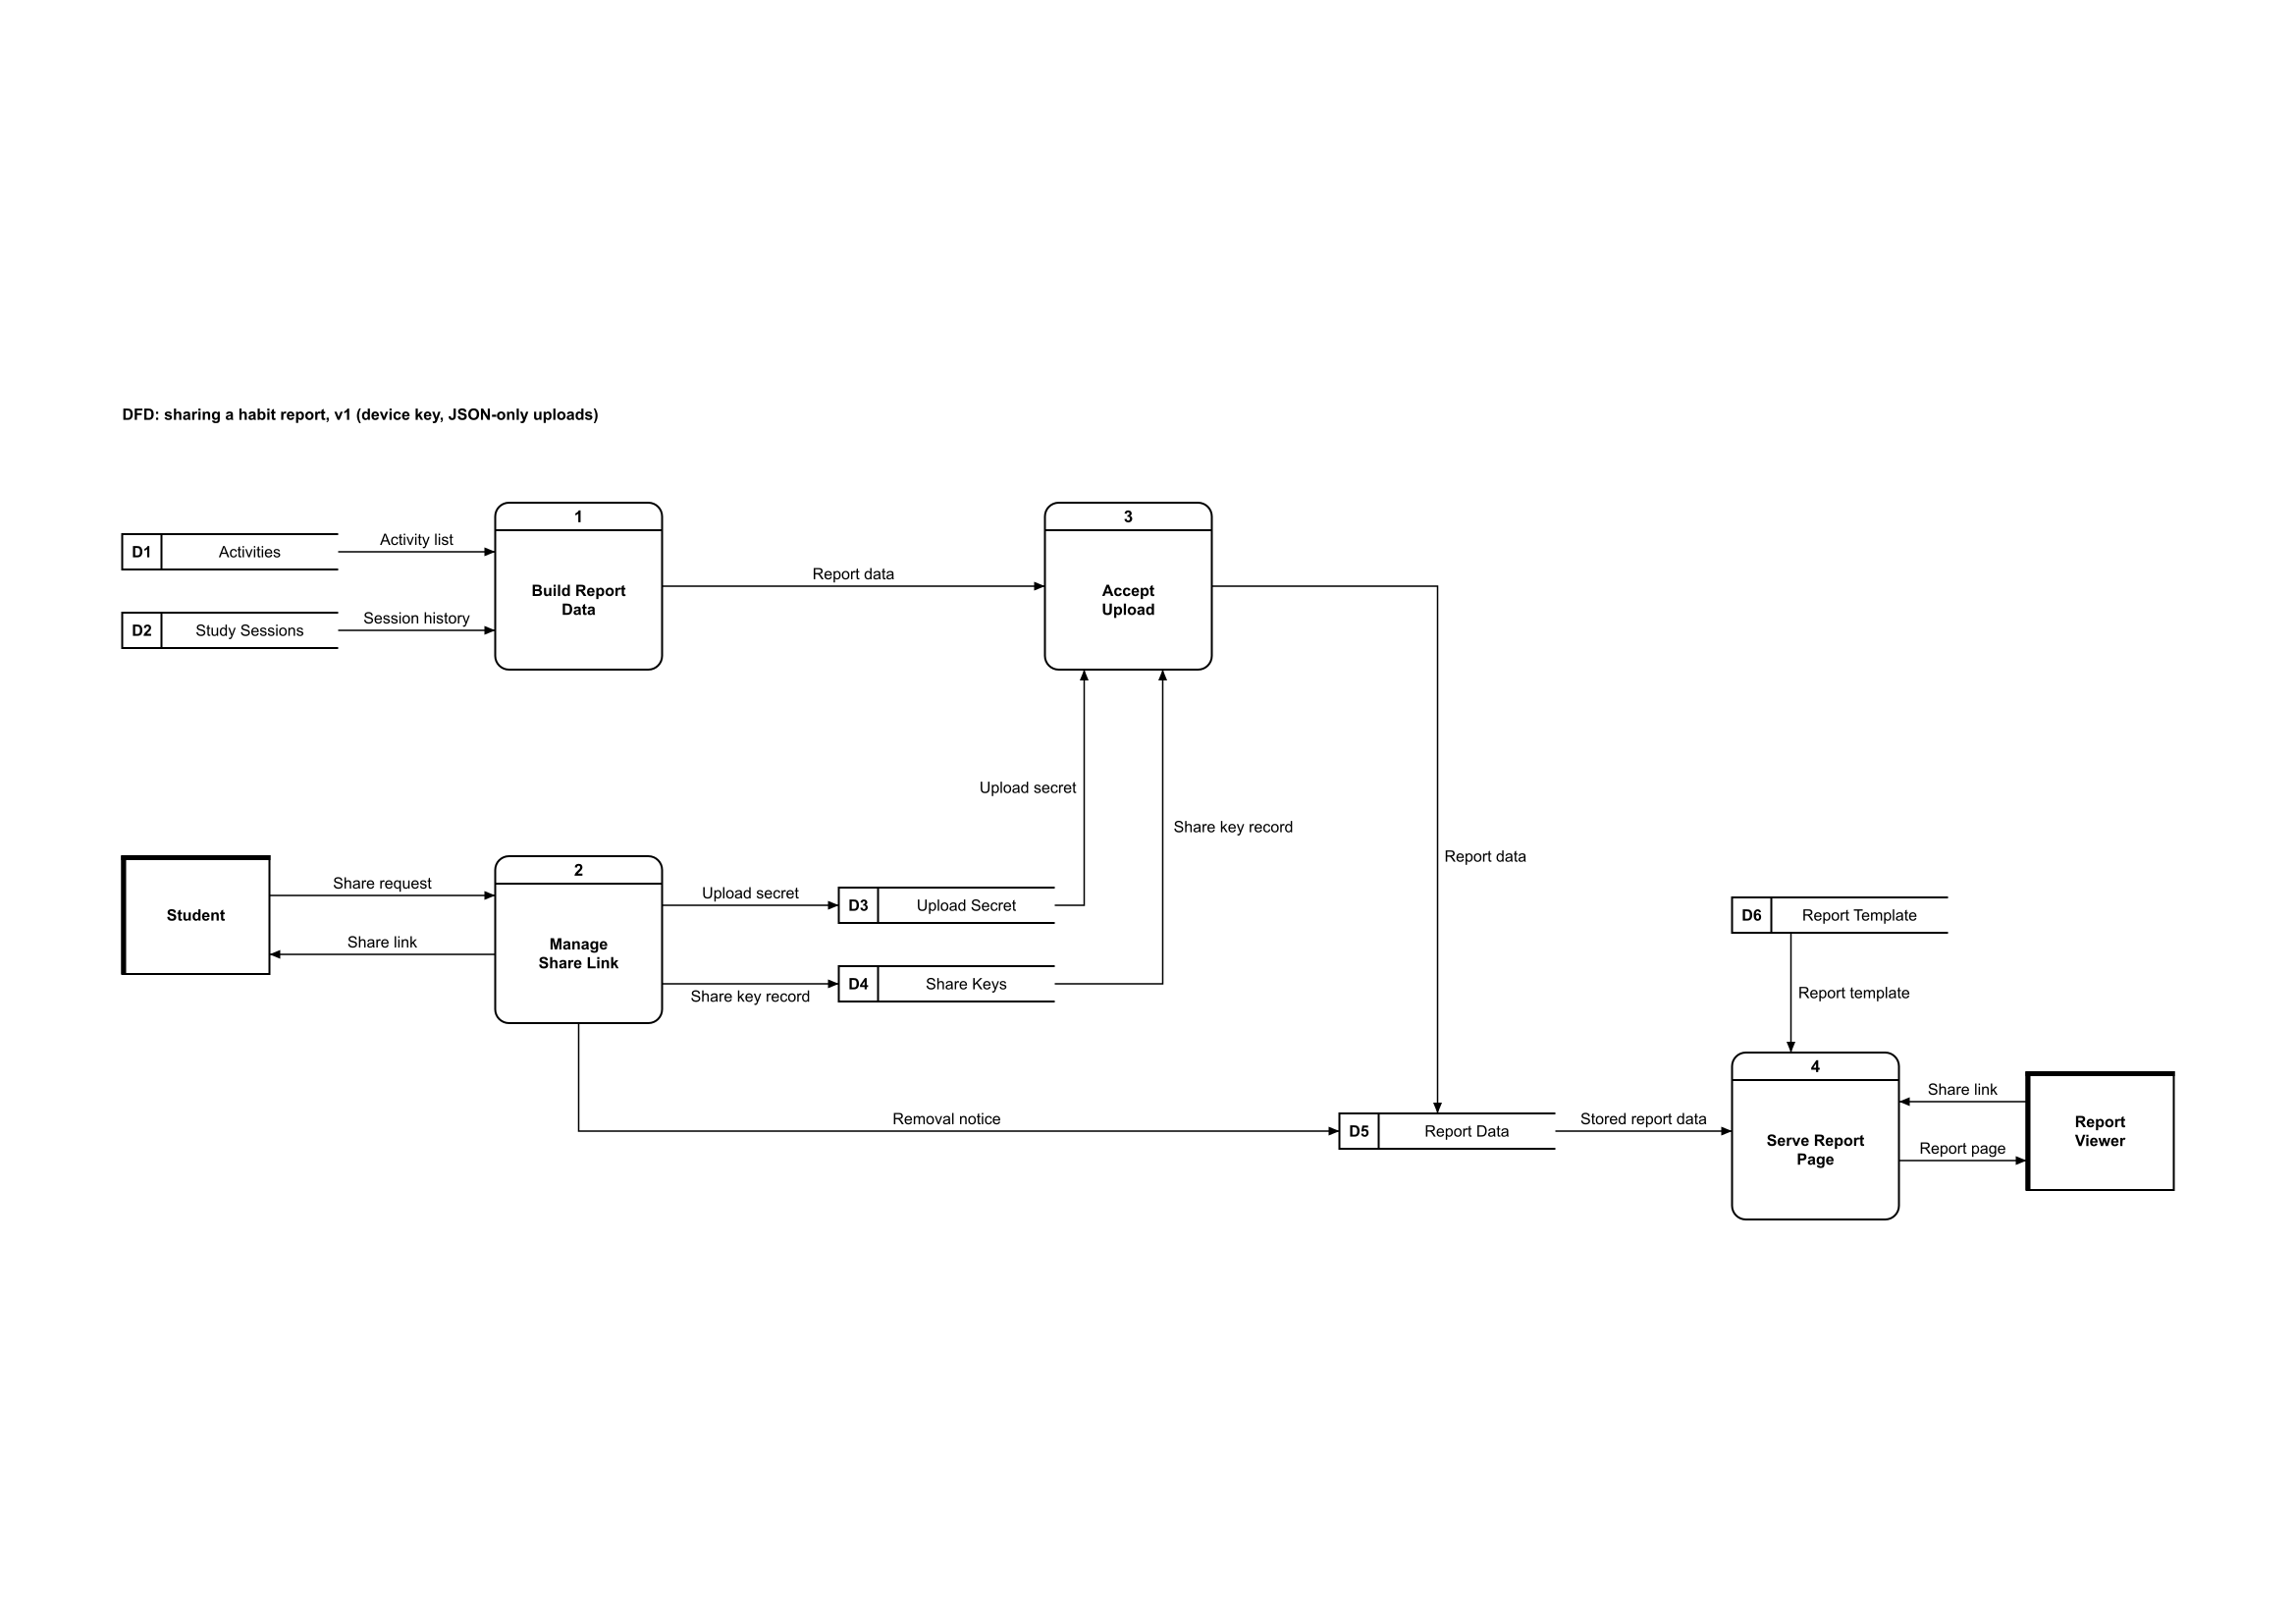 DFD: sharing a habit report, v1 (device key, JSON-only uploads)
1
3
D1
Activities
Activity list
Build Report
Data
Report data
Accept
Upload
D2
Study Sessions
Session history
Upload secret
Share key record
Report data
Student
Share request
Share link
2
Manage
Share Link
Upload secret
D3
Upload Secret
Share key record
D4
Share Keys
D6
Report Template
Report template
Removal notice
D5
Report Data
Stored report data
4
Serve Report
Page
Share link
Report page
Report
Viewer